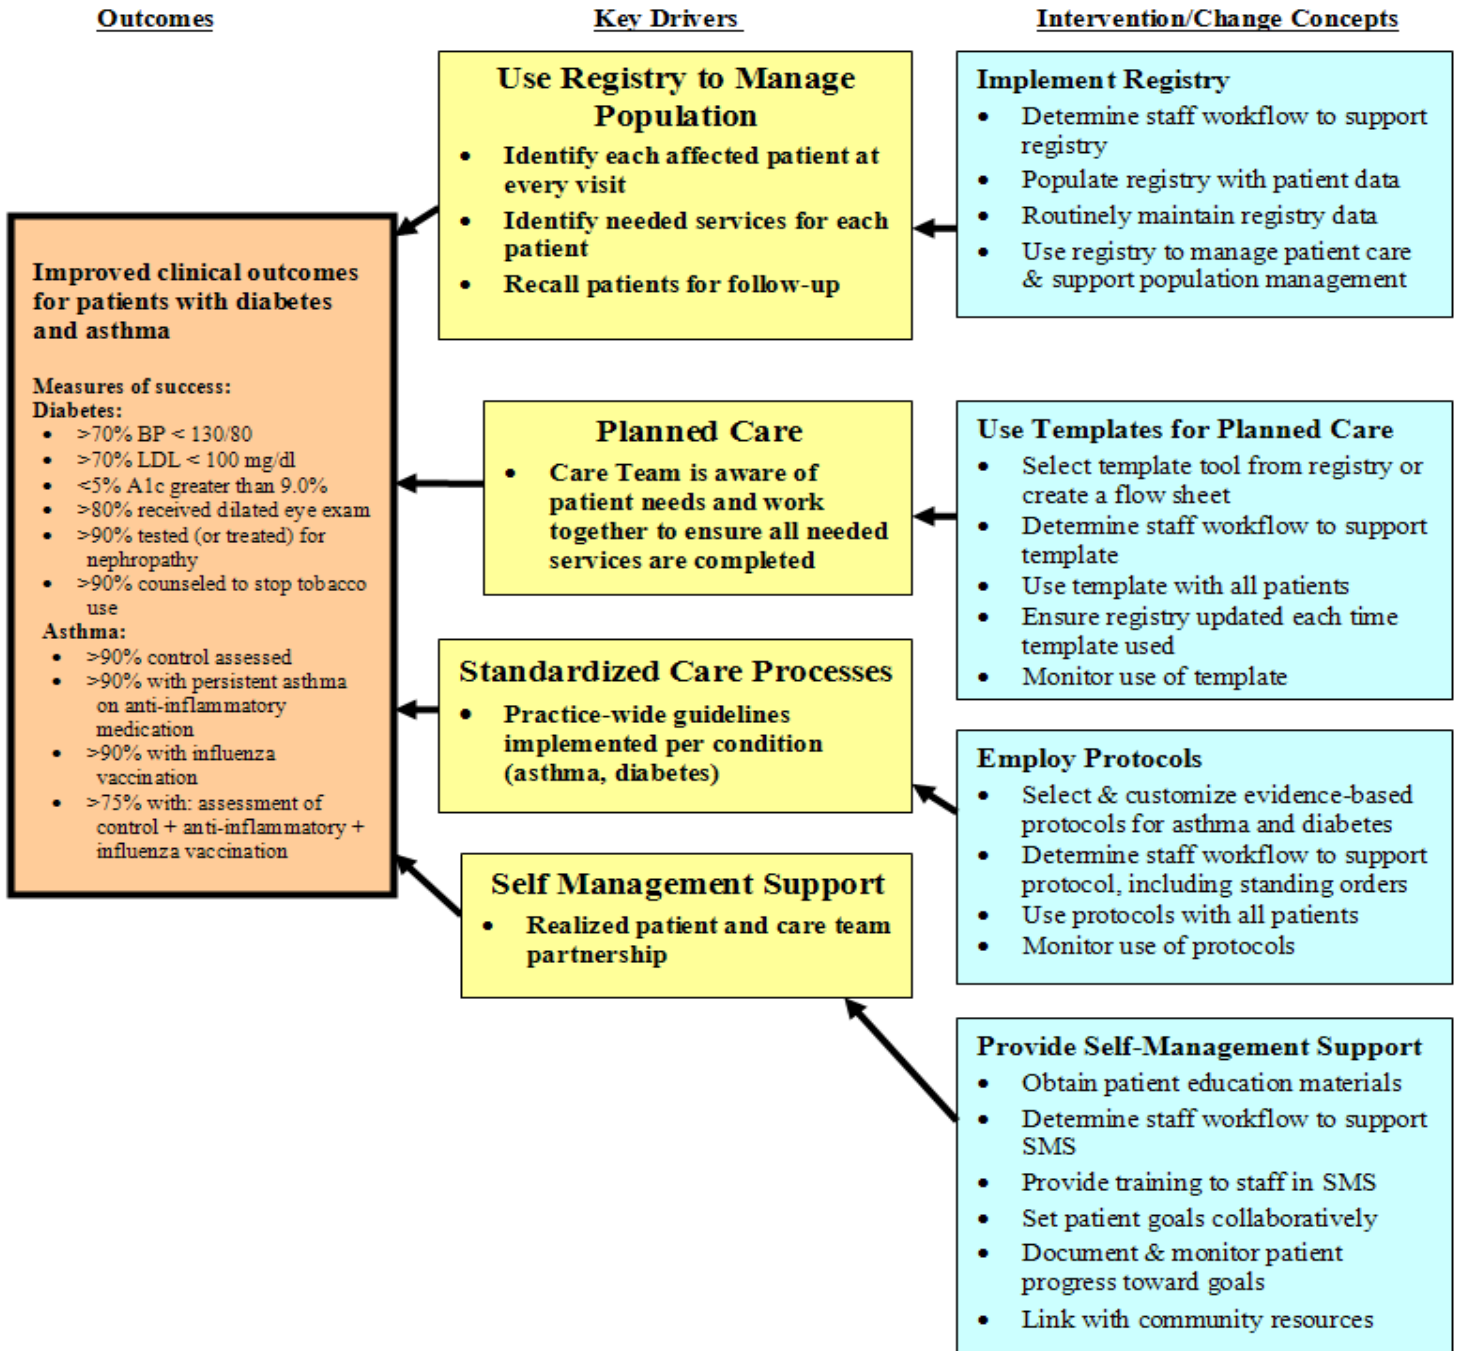 Outcomes
Key Drivers
Intervention/Change Concepts
Improved clinical outcomes
for patients with diabetes
and asthma
Measures of success:
Diabetes:
• >70% BP < 130/80
• >70% LDL < 100 mg/dl
• <5% A1c greater than 9.0%
• >80% received dilated eye exam
• >90% tested (or treated) for
nephropathy
• >90% counseled to stop tobacco
use
Asthma:
• >90% control assessed
• >90% with persistent asthma
on anti-inflammatory
medication
• >90% with influenza
vaccination
• >75% with: assessment of
control + anti-inflammatory +
influenza vaccination
Use Registry to Manage
Population
• Identify each affected patient at
every visit
• Identify needed services for each
patient
• Recall patients for follow-up
Planned Care
• Care Team is aware of
patient needs and work
together to ensure all needed
services are completed
Standardized Care Processes
• Practice-wide guidelines
implemented per condition
(asthma, diabetes)
Self Management Support
• Realized patient and care team
partnership
Implement Registry
• Determine staff workflow to support
registry
• Populate registry with patient data
• Routinely maintain registry data
• Use registry to manage patient care
& support population management
Use Templates for Planned Care
• Select template tool from registry or
create a flow sheet
• Determine staff workflow to support
template
• Use template with all patients
• Ensure registry updated each time
template used
• Monitor use of template
Employ Protocols
• Select & customize evidence-based
protocols for asthma and diabetes
• Determine staff workflow to support
protocol, including standing orders
• Use protocols with all patients
• Monitor use of protocols
Provide Self-Management Support
• Obtain patient education materials
• Determine staff workflow to support
SMS
• Provide training to staff in SMS
• Set patient goals collaboratively
• Document & monitor patient
progress toward goals
• Link with community resources